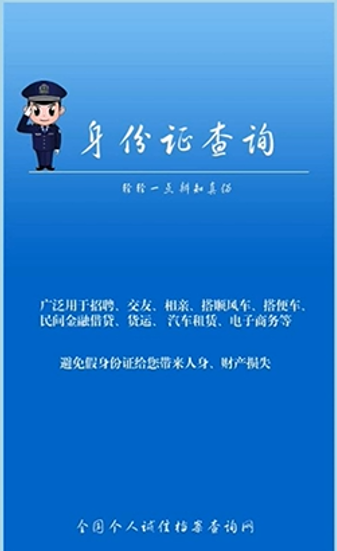 身份证查询
轻轻一点辨知真伪
广泛用于招聘、交友、相亲、搭顺风车、搭便车、
民间金融借贷、货运、汽车租赁、电子商务等
避免假身份证给您带来人身、财产损失
全国个人诚信档案查询网